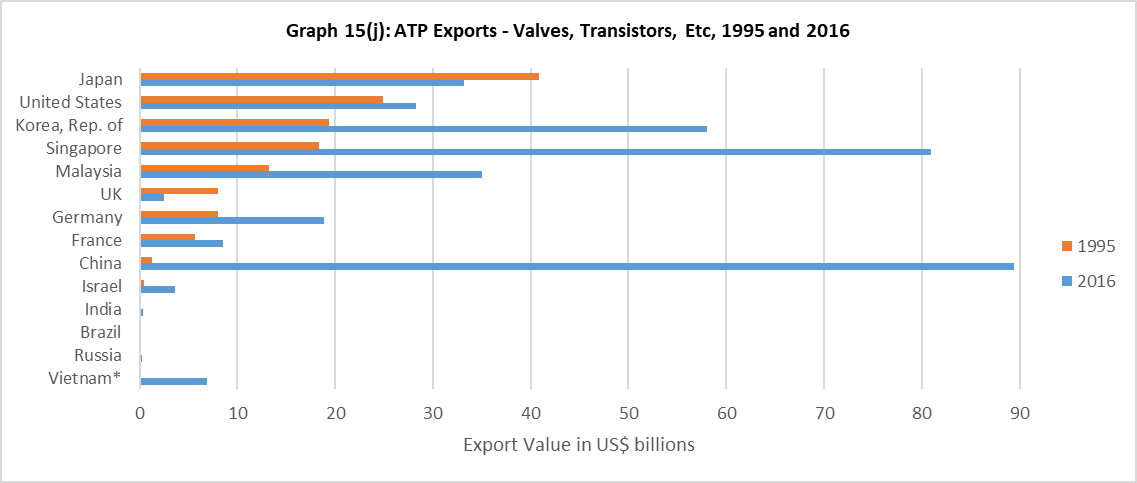 Graph 15(j): ATP Exports - Valves, Transistors, Etc, 1995 and 2016
Japan
United States
Korea, Rep. of
Singapore
Malaysia
UK
Germany
France
China
Israel
India
Brazil
Russia
Vietnam*
1995
2016
0 10 20 30 40 50 60 70 80 90
Export Value in US$ billions